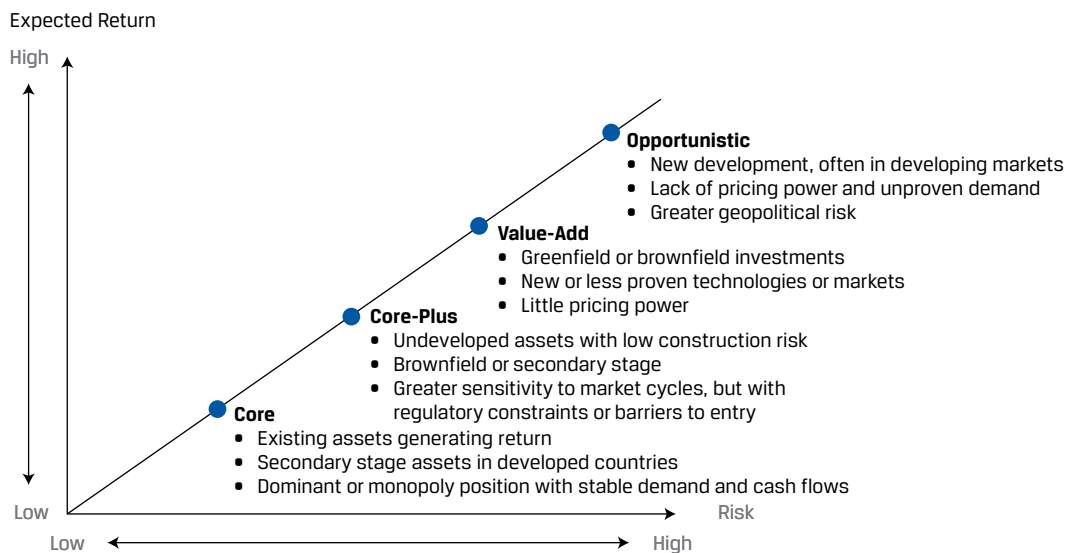 Expected Return
High
Opportunistic
• New development, often in developing markets
• Lack of pricing power and unproven demand
• Greater geopolitical risk
Value-Add
• Greenfield or brownfield investments
• New or less proven technologies or markets
• Little pricing power
Core-Plus
• Undeveloped assets with low construction risk
• Brownfield or secondary stage
• Greater sensitivity to market cycles, but with
regulatory constraints or barriers to entry
Core
• Existing assets generating return
• Secondary stage assets in developed countries
• Dominant or monopoly position with stable demand and cash flows
Low
Risk
Low
High